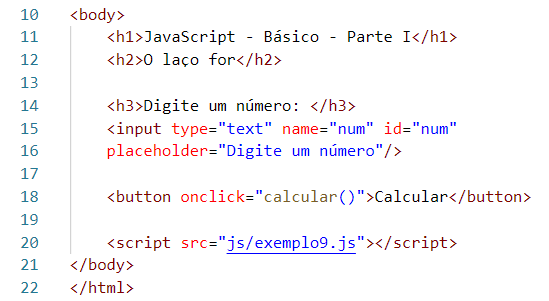 10 <body>
11 <h1>JavaScript - Básico - Parte I</h1>
12 <h2>O laço for</h2>
13
14 <h3>Digite um número: </h3>
15 <input type="text" name="num" id="num"
16 placeholder="Digite um número"/>
17
18 <button onclick="calcular()">Calcular</button>
19
20 <script src="js/exemplo9.js"></script>
21 </body>
22 </html>